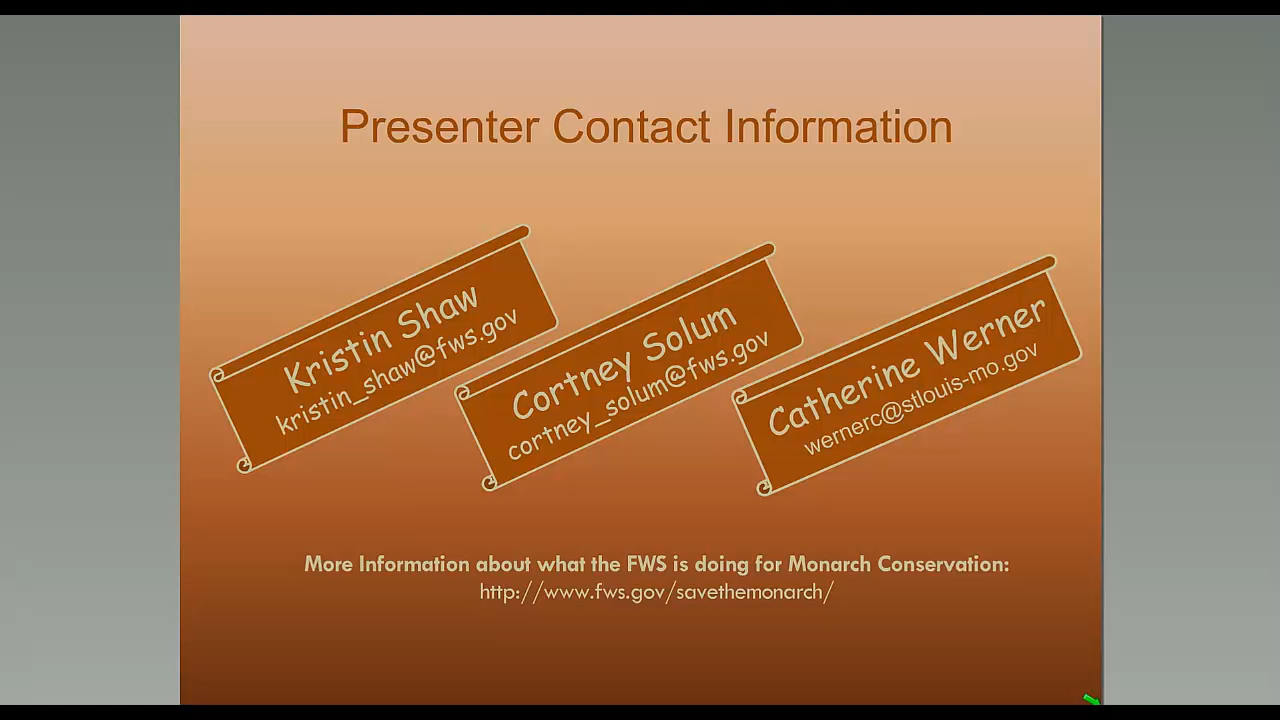 Presenter Contact Information
Kristin Shaw
kristin_shaw@fws.gov
Cortney Solum
cortney_solum@fws.gov
Catherine Werner
wernerc@stlouis-mo.gov
More Information about what the FWS is doing for Monarch Conservation:
http://www.fws.gov/savethemonarch/